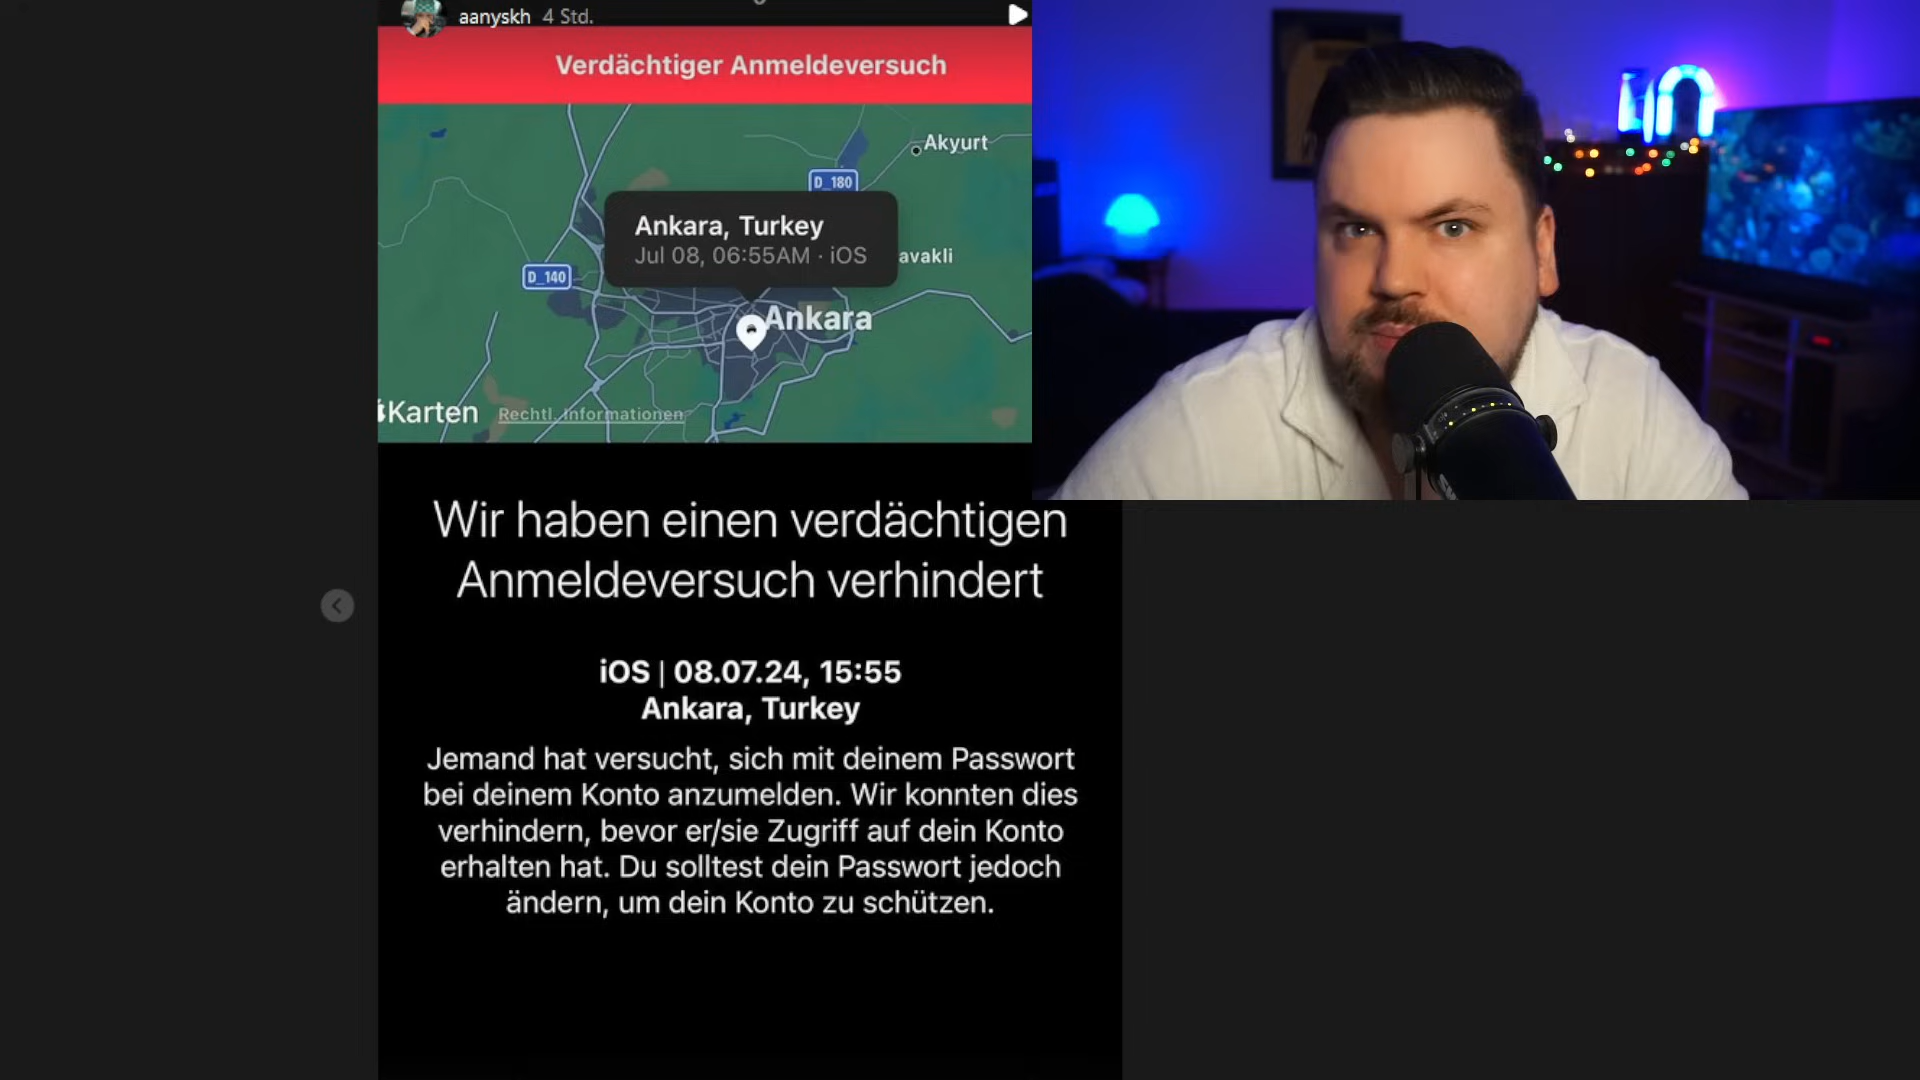 aanyskh 4 Std.
Verdächtiger Anmeldeversuch
Akyurt
D_180
Ankara, Turkey
Jul 08, 06:55AM · iOS
avakli
D_140
Ankara
Karten
Rechtl. Informationen
Wir haben einen verdächtigen
Anmeldeversuch verhindert
iOS | 08.07.24, 15:55
Ankara, Turkey
Jemand hat versucht, sich mit deinem Passwort
bei deinem Konto anzumelden. Wir konnten dies
verhindern, bevor er/sie Zugriff auf dein Konto
erhalten hat. Du solltest dein Passwort jedoch
ändern, um dein Konto zu schützen.